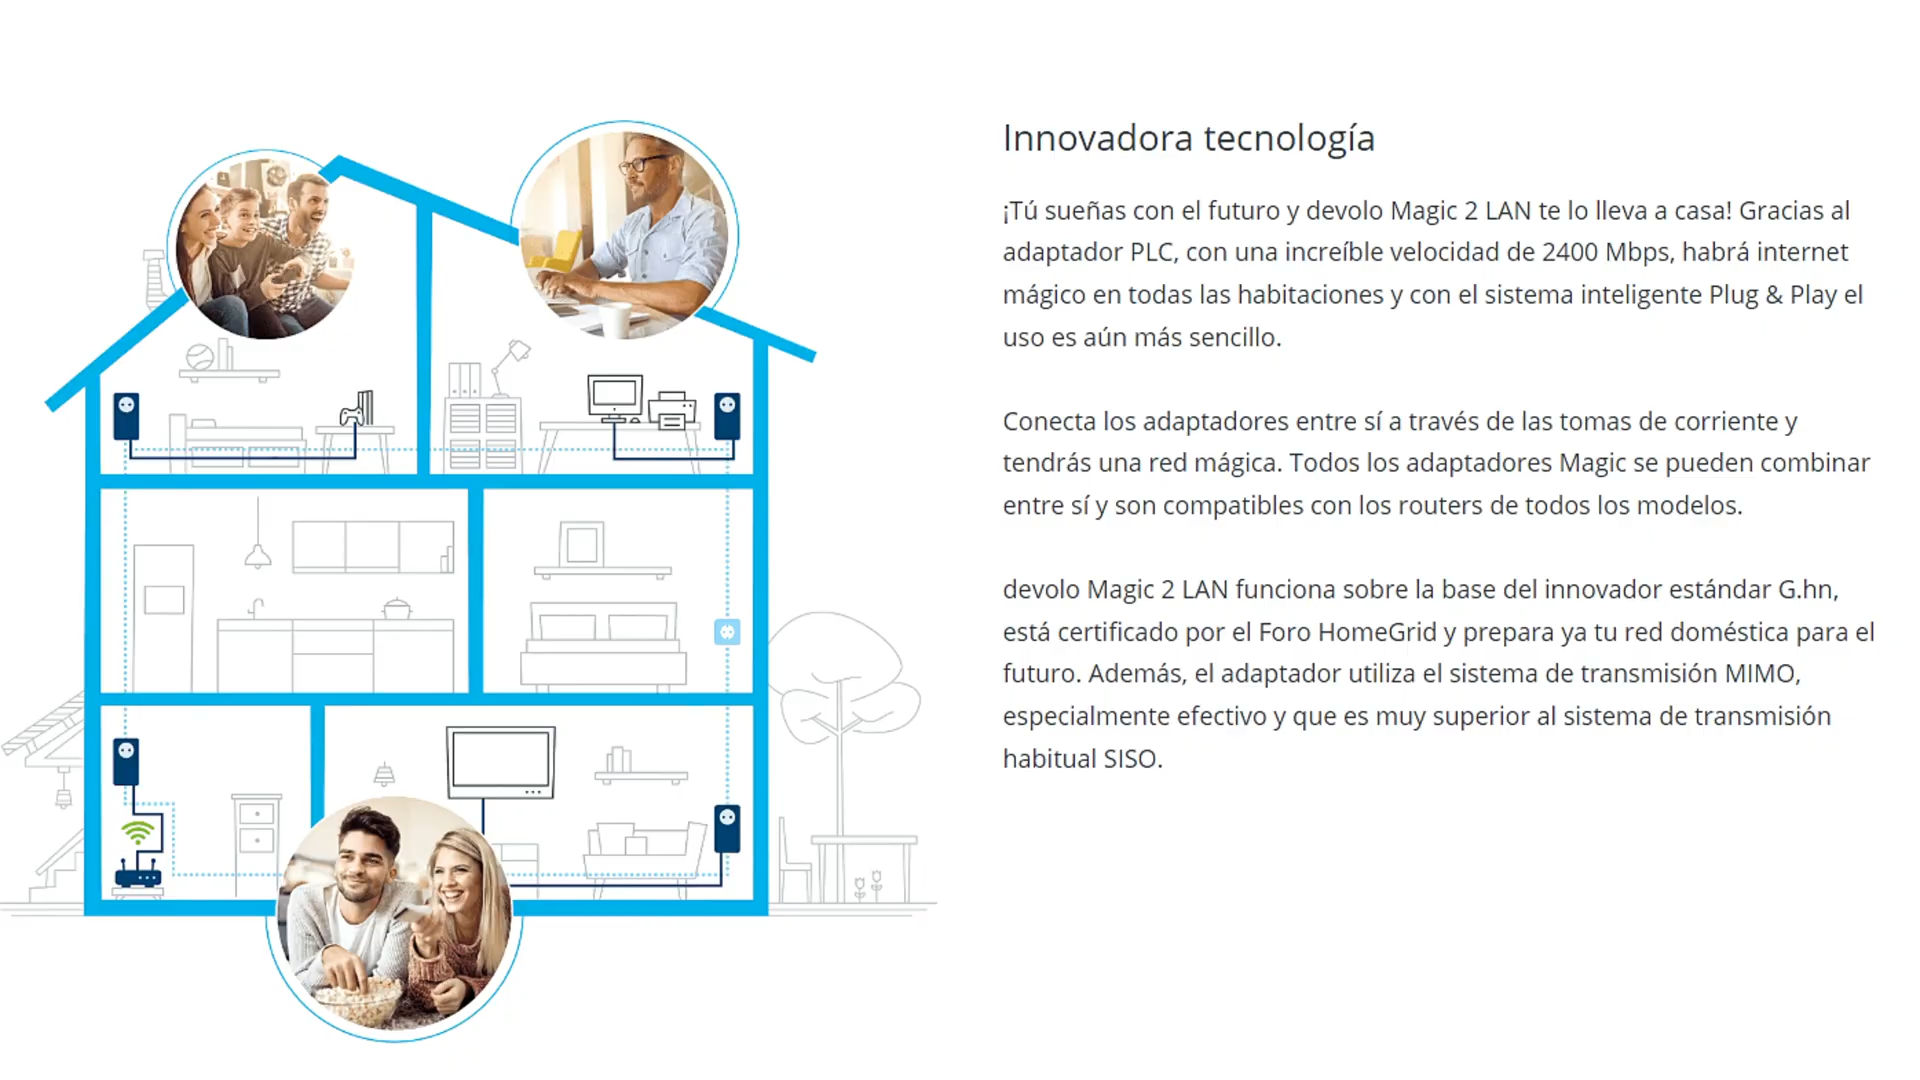 Innovadora tecnología
¡Tú sueñas con el futuro y devolo Magic 2 LAN te lo lleva a casa! Gracias al
adaptador PLC, con una increíble velocidad de 2400 Mbps, habrá internet
mágico en todas las habitaciones y con el sistema inteligente Plug & Play el
uso es aún más sencillo.
Conecta los adaptadores entre sí a través de las tomas de corriente y
tendrás una red mágica. Todos los adaptadores Magic se pueden combinar
entre sí y son compatibles con los routers de todos los modelos.
devolo Magic 2 LAN funciona sobre la base del innovador estándar G.hn,
está certificado por el Foro HomeGrid y prepara ya tu red doméstica para el
futuro. Además, el adaptador utiliza el sistema de transmisión MIMO,
especialmente efectivo y que es muy superior al sistema de transmisión
habitual SISO.